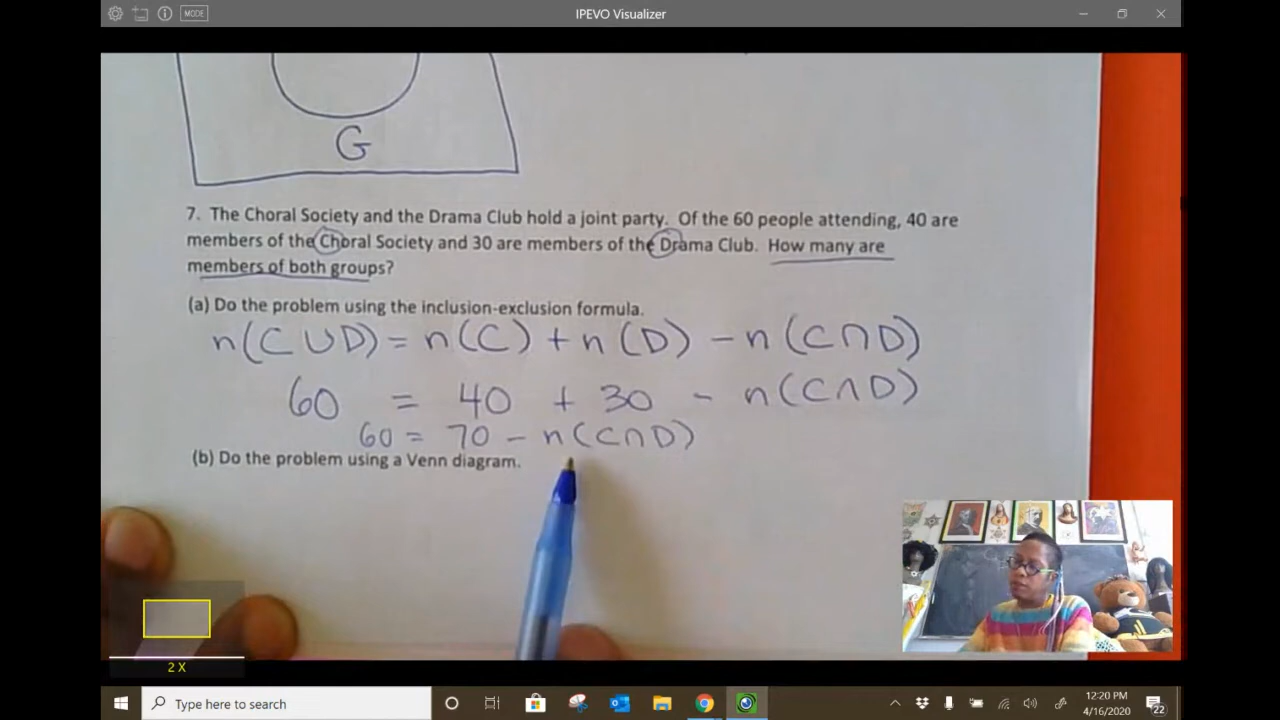 MODE
IPEVO Visualizer
G
7. The Choral Society and the Drama Club hold a joint party. Of the 60 people attending, 40 are
members of the Choral Society and 30 are members of the Drama Club. How many are
members of both groups?
(a) Do the problem using the inclusion-exclusion formula.
n(C∪D) = n(C) + n(D) - n(C∩D)
60 = 40 + 30 - n(C∩D)
60 = 70 - n(C∩D)
(b) Do the problem using a Venn diagram.
2 X
Type here to search
12:20 PM
4/16/2020
22